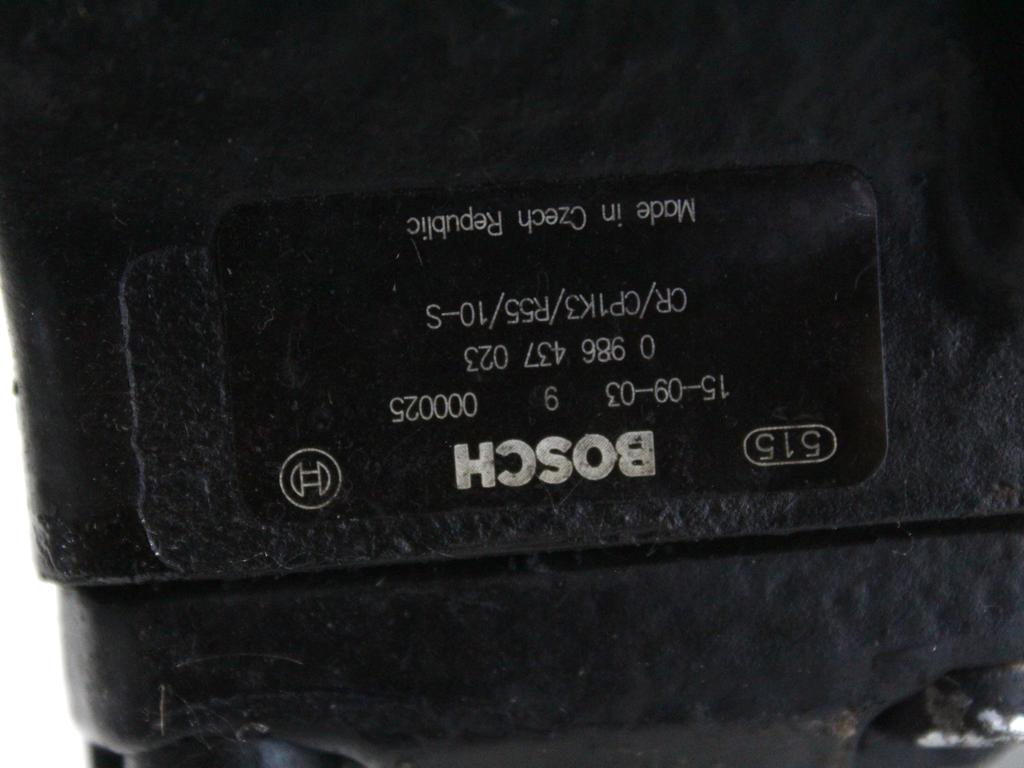 515 BOSCH H
15-09-03 9 000025
0 986 437 023
CR/CP1K3/R55/10-S
Made in Czech Republic